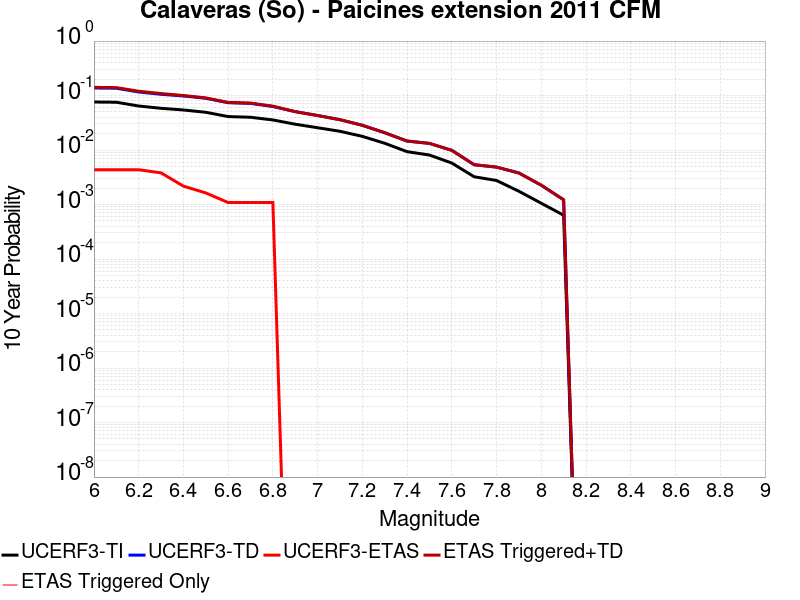 Calaveras (So) - Paicines extension 2011 CFM
10^0
10^-1
10^-2
10^-3
10^-4
10^-5
10^-6
10^-7
10^-8
10 Year Probability
6 6.2 6.4 6.6 6.8 7 7.2 7.4 7.6 7.8 8 8.2 8.4 8.6 8.8 9
Magnitude
UCERF3-TI UCERF3-TD UCERF3-ETAS ETAS Triggered+TD
ETAS Triggered Only